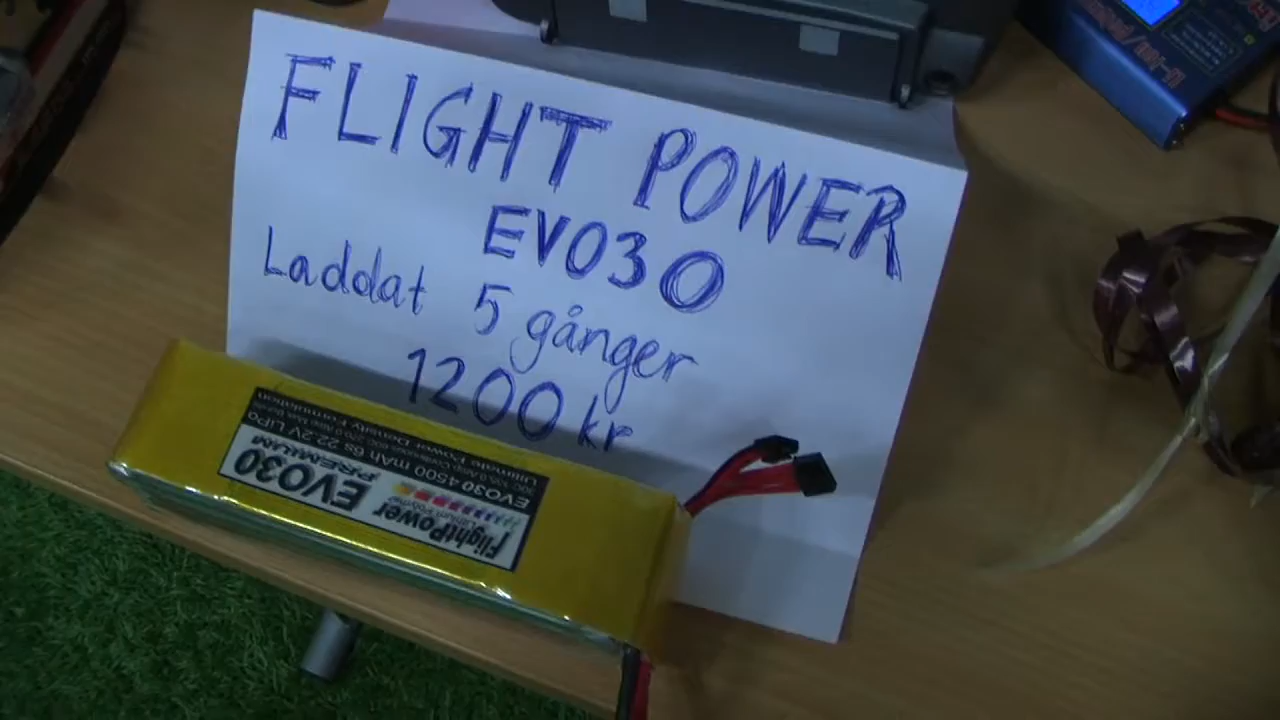 FLIGHT POWER
EVO30
Laddat 5 gånger
1200 kr
FlightPower
EVO30
PREMIUM
EVO30 4500 mAh 6s 22.2V LiPo
Ultimate Power Density Formulation